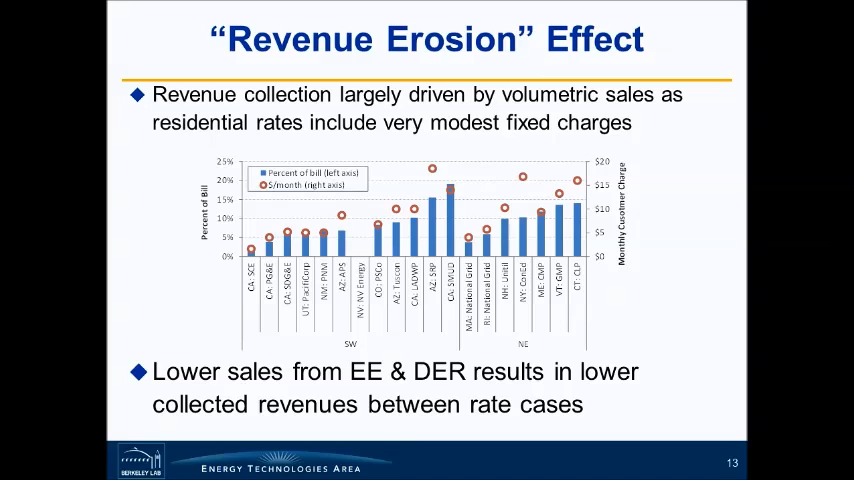 “Revenue Erosion” Effect
◆ Revenue collection largely driven by volumetric sales as
residential rates include very modest fixed charges
25%
20%
15%
10%
5%
0%
Percent of Bill
Percent of bill (left axis)
$/month (right axis)
$20
$15
$10
$5
$0
Monthly Cusotmer Charge
CA: SCE
CA: PG&E
CA: SDG&E
UT: PacifiCorp
NM: PNM
AZ: APS
NV: NV Energy
CO: PSCo
AZ: Tuscon
CA: LADWP
AZ: SRP
CA: SMUD
MA: National Grid
RI: National Grid
NH: Unitil
NY: ConEd
ME: CMP
VT: GMP
CT: CLP
SW
NE
◆ Lower sales from EE & DER results in lower
collected revenues between rate cases
BERKELEY LAB
ENERGY TECHNOLOGIES AREA
13